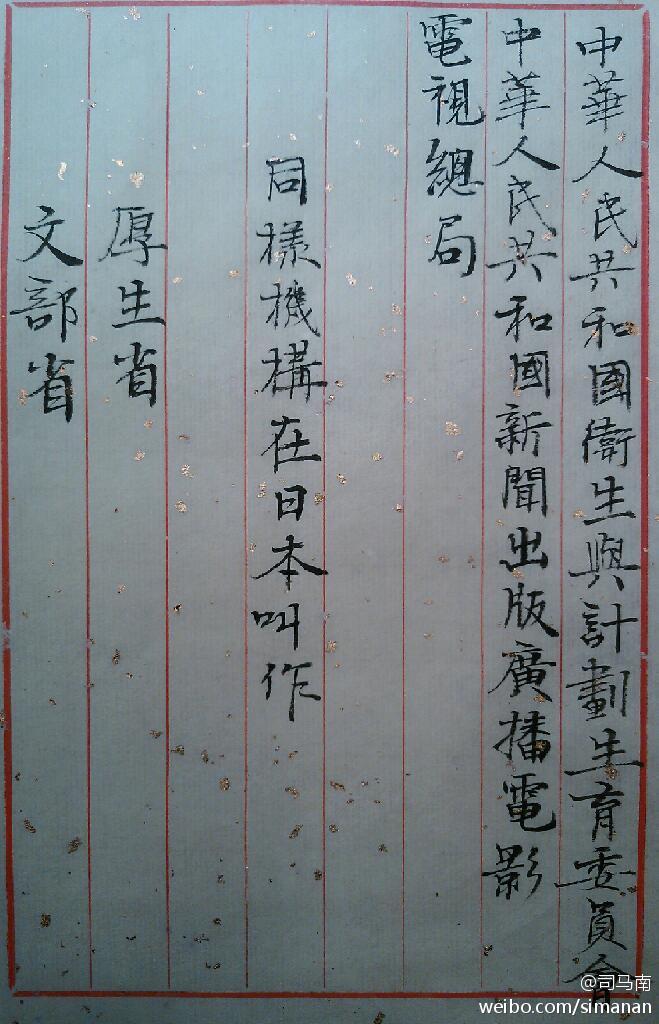 中華人民共和國衛生與計劃生育委員會
中華人民共和國新聞出版廣播電影
電視總局
同樣機構在日本叫作
厚生省
文部省
@司马南
weibo.com/simanan